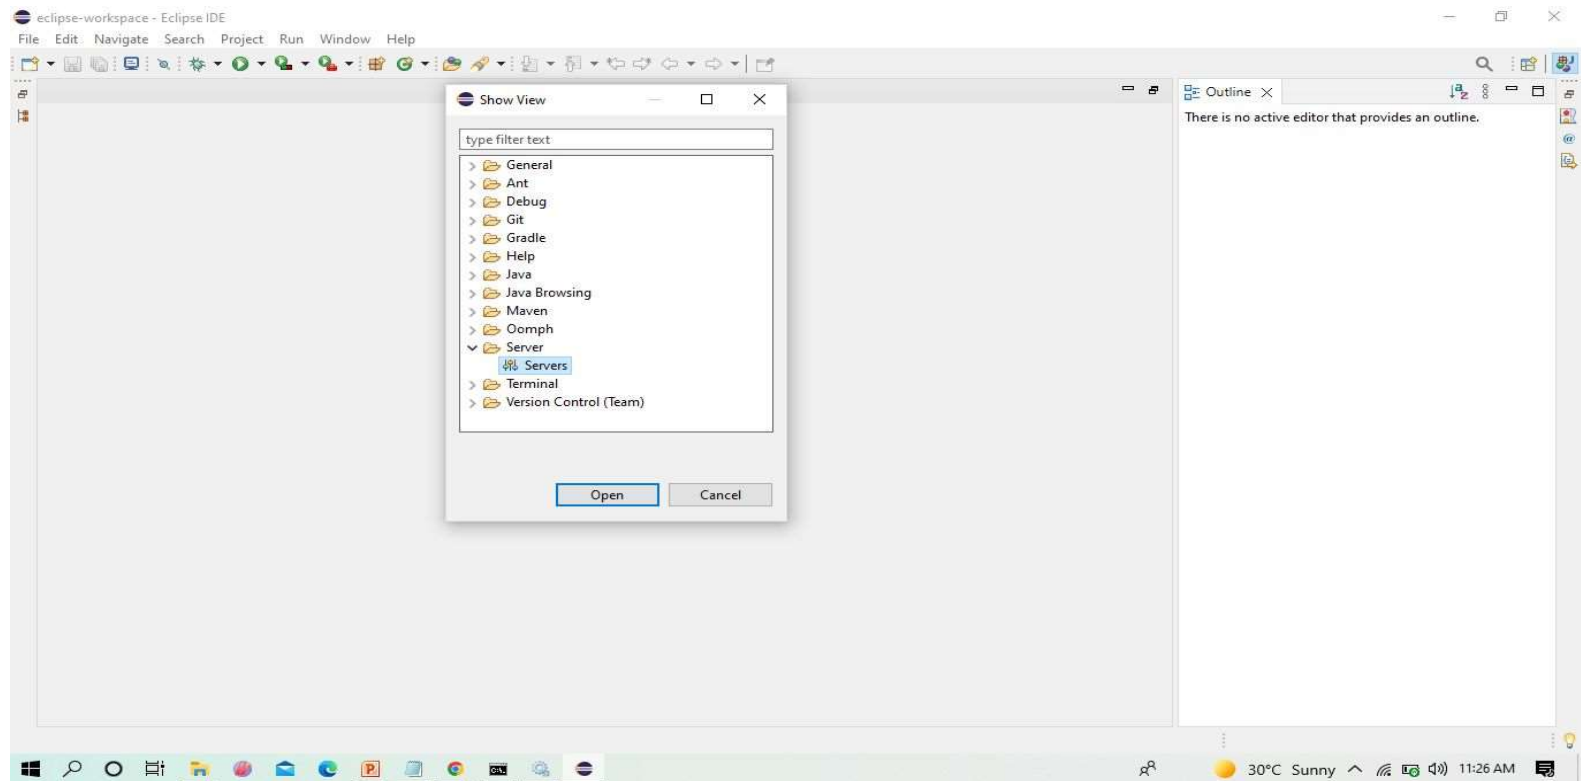 eclipse-workspace - Eclipse IDE
File Edit Navigate Search Project Run Window Help
Show View
type filter text
General
Ant
Debug
Git
Gradle
Help
Java
Java Browsing
Maven
Oomph
Server
Servers
Terminal
Version Control (Team)
Open Cancel
Outline
There is no active editor that provides an outline.
30°C Sunny 11:26 AM